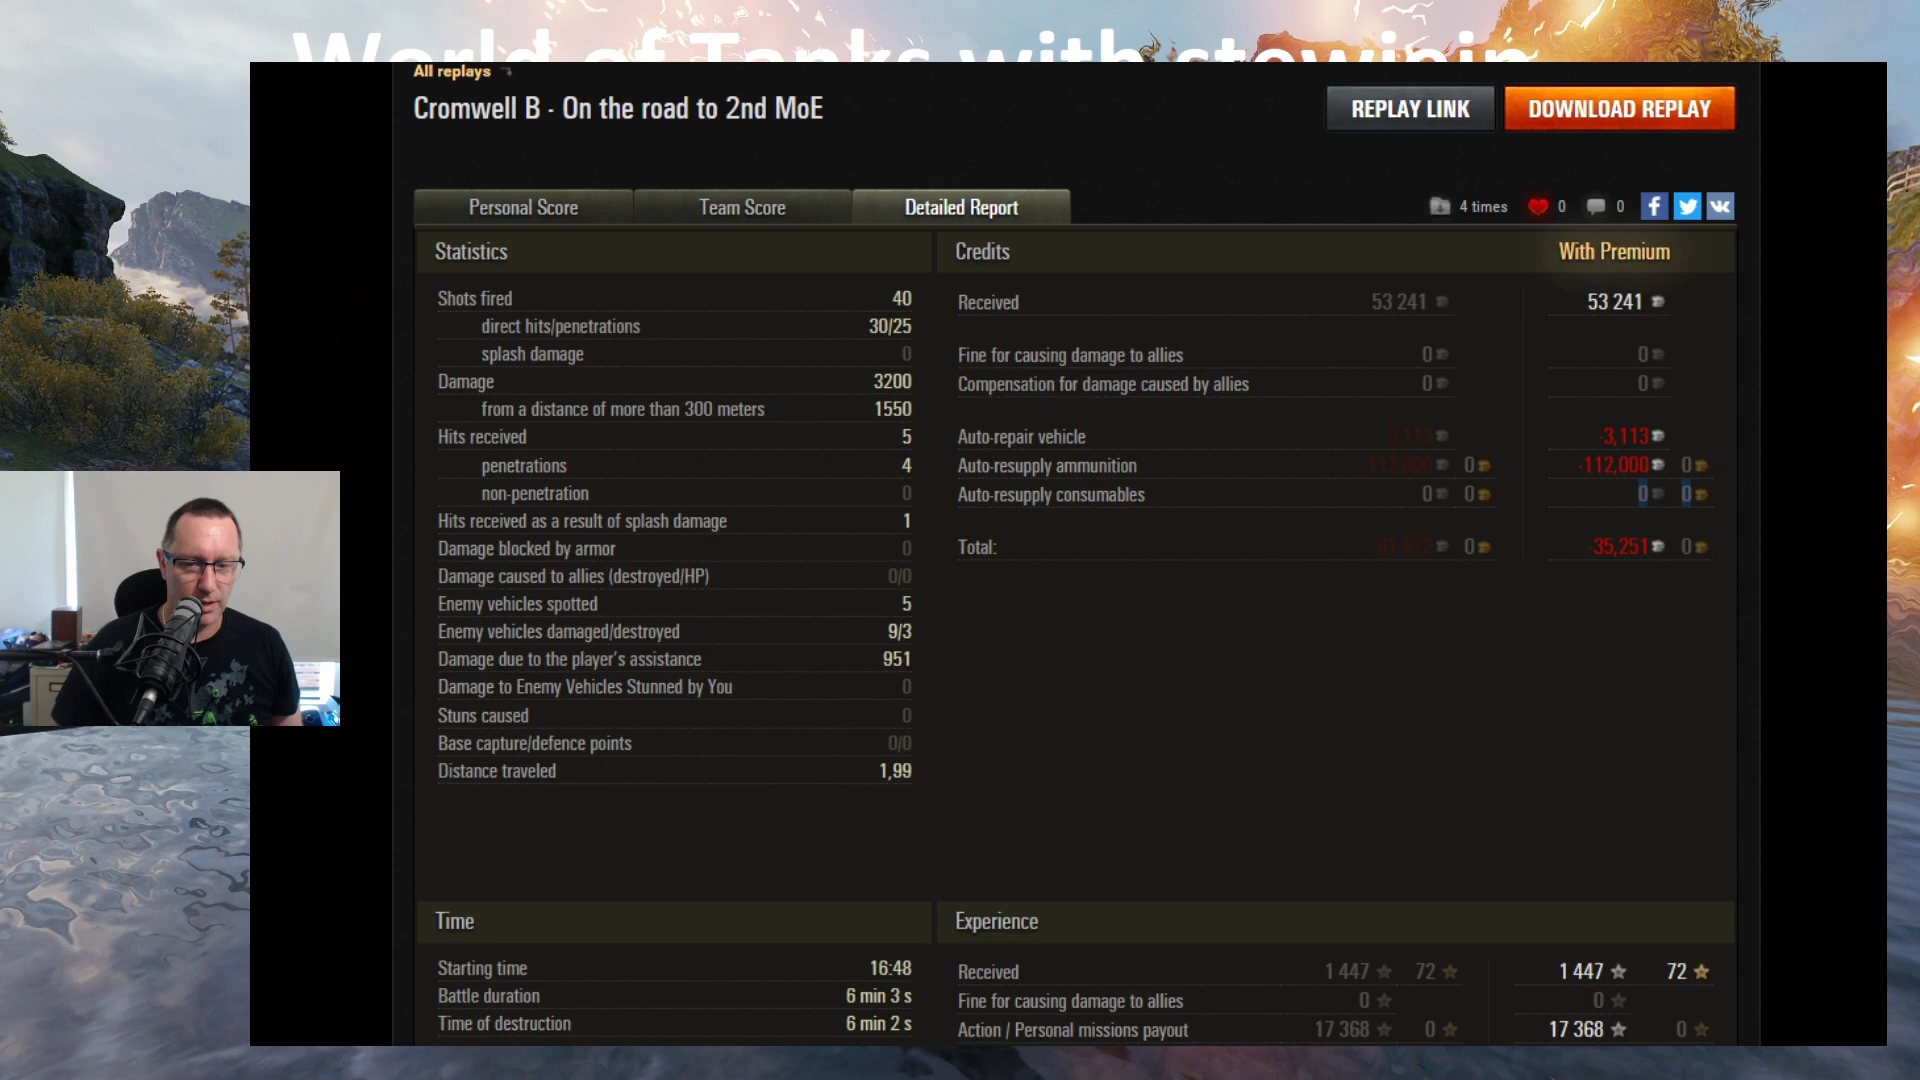 World of Tanks with stewinin
All replays
Cromwell B - On the road to 2nd MoE
REPLAY LINK
DOWNLOAD REPLAY
Personal Score
Team Score
Detailed Report
4 times
0
0
Statistics
Shots fired 40
direct hits/penetrations 30/25
splash damage 0
Damage 3200
from a distance of more than 300 meters 1550
Hits received 5
penetrations 4
non-penetration 0
Hits received as a result of splash damage 1
Damage blocked by armor 0
Damage caused to allies (destroyed/HP) 0/0
Enemy vehicles spotted 5
Enemy vehicles damaged/destroyed 9/3
Damage due to the player's assistance 951
Damage to Enemy Vehicles Stunned by You 0
Stuns caused 0
Base capture/defence points 0/0
Distance traveled 1,99
Credits With Premium
Received 53 241 53 241
Fine for causing damage to allies 0 0
Compensation for damage caused by allies 0 0
Auto-repair vehicle -3,113 -3,113
Auto-resupply ammunition -112,000 0 -112,000 0
Auto-resupply consumables 0 0 0 0
Total: 0 -35,251 0
Time
Starting time 16:48
Battle duration 6 min 3 s
Time of destruction 6 min 2 s
Experience
Received 1 447 72 1 447 72
Fine for causing damage to allies 0 0
Action / Personal missions payout 17 368 0 17 368 0